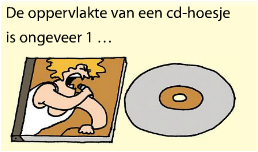 De oppervlakte van een cd-hoesje
is ongeveer 1 ...